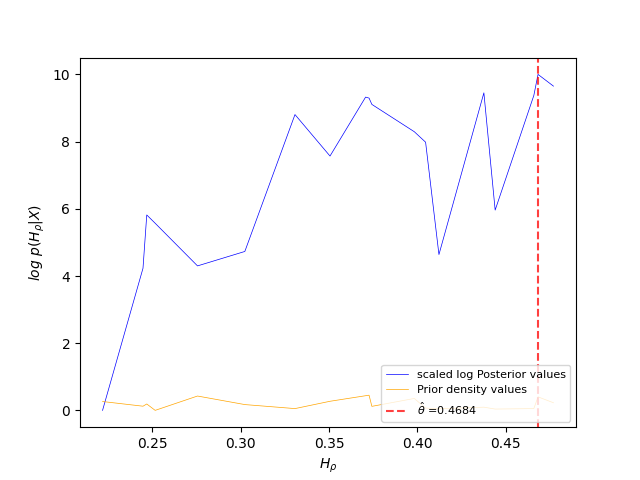 log p(H_ρ|X)
10
8
6
4
2
0
0.25 0.30 0.35 0.40 0.45
H_ρ
scaled log Posterior values
Prior density values
θ̂ =0.4684